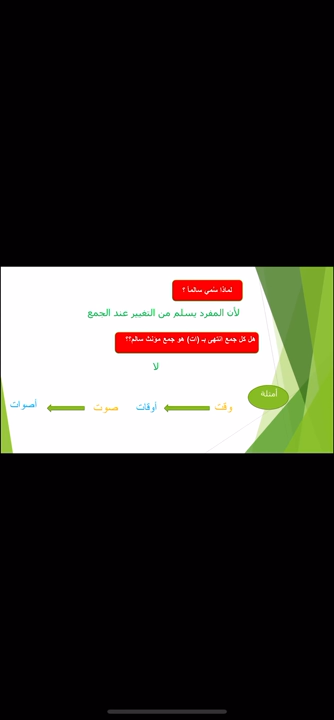 لماذا سُمي سالماً ؟
لأن المفرد يسلم من التغيير عند الجمع
هل كل جمع انتهى بـ (ات) هو جمع مؤنث سالم؟؟
لا
أمثلة
وقت أوقات صوت أصوات